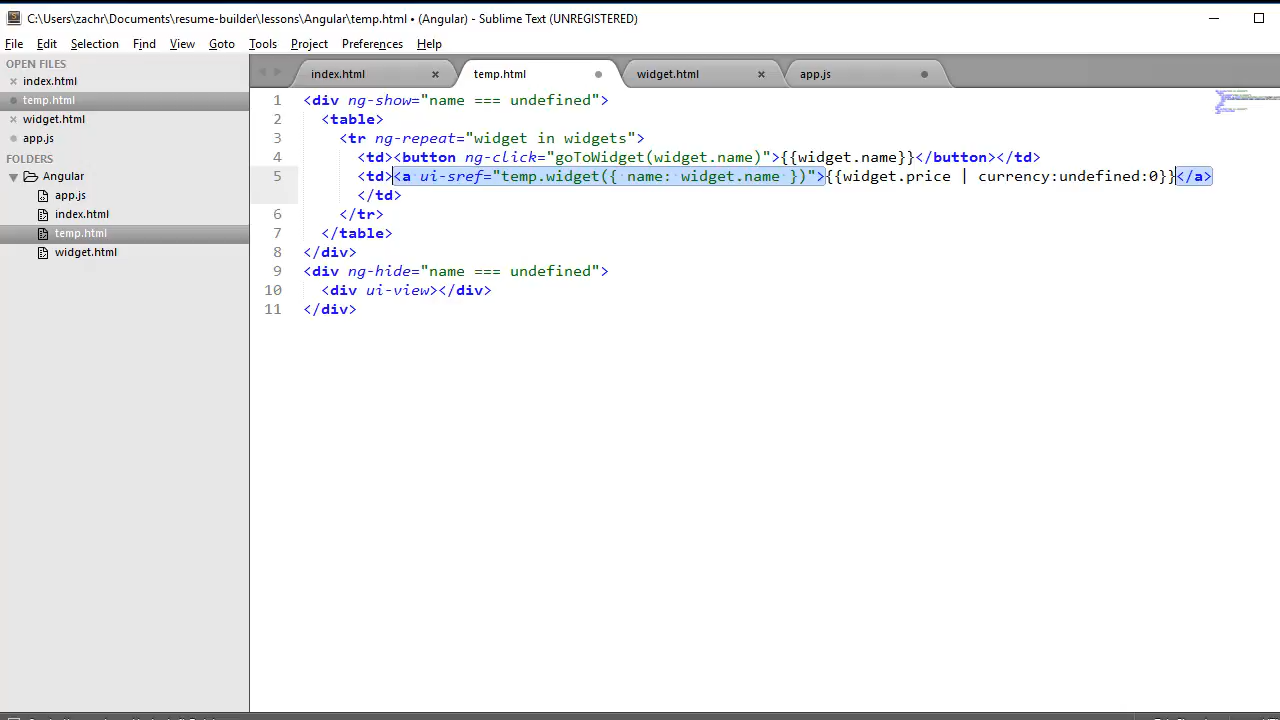 C:\Users\zachr\Documents\resume-builder\lessons\Angular\temp.html • (Angular) - Sublime Text (UNREGISTERED)
File Edit Selection Find View Goto Tools Project Preferences Help
OPEN FILES
index.html
temp.html
widget.html
app.js
FOLDERS
Angular
app.js
index.html
temp.html
widget.html
index.html temp.html widget.html app.js
1 <div ng-show="name === undefined">
2 <table>
3 <tr ng-repeat="widget in widgets">
4 <td><button ng-click="goToWidget(widget.name)">{{widget.name}}</button></td>
5 <td><a ui-sref="temp.widget({ name: widget.name })">{{widget.price | currency:undefined:0}}</a>
</td>
6 </tr>
7 </table>
8 </div>
9 <div ng-hide="name === undefined">
10 <div ui-view></div>
11 </div>